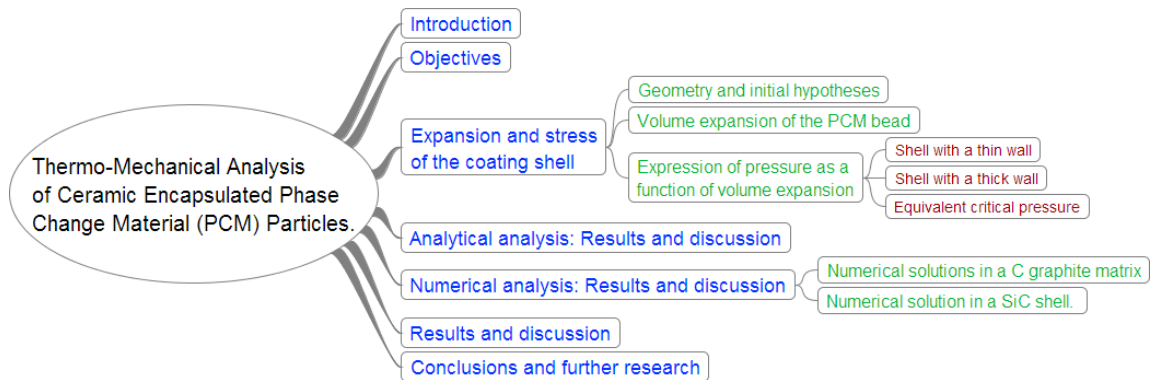 Thermo-Mechanical Analysis
of Ceramic Encapsulated Phase
Change Material (PCM) Particles.
Introduction
Objectives
Expansion and stress
of the coating shell
Geometry and initial hypotheses
Volume expansion of the PCM bead
Expression of pressure as a
function of volume expansion
Shell with a thin wall
Shell with a thick wall
Equivalent critical pressure
Analytical analysis: Results and discussion
Numerical analysis: Results and discussion
Numerical solutions in a C graphite matrix
Numerical solution in a SiC shell.
Results and discussion
Conclusions and further research